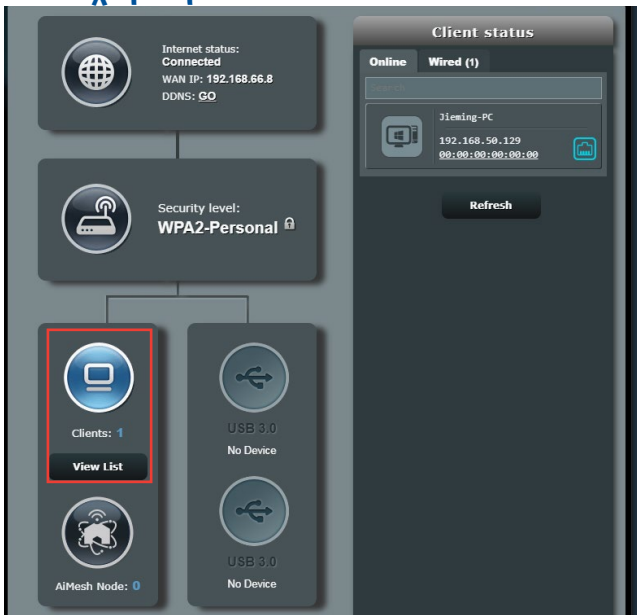 Internet status:
Connected
WAN IP: 192.168.66.8
DDNS: GO
Security level:
WPA2-Personal
Clients: 1
View List
AiMesh Node: 0
USB 3.0
No Device
USB 3.0
No Device
Client status
Online Wired (1)
Search
Jieming-PC
192.168.50.129
00:00:00:00:00:00
Refresh